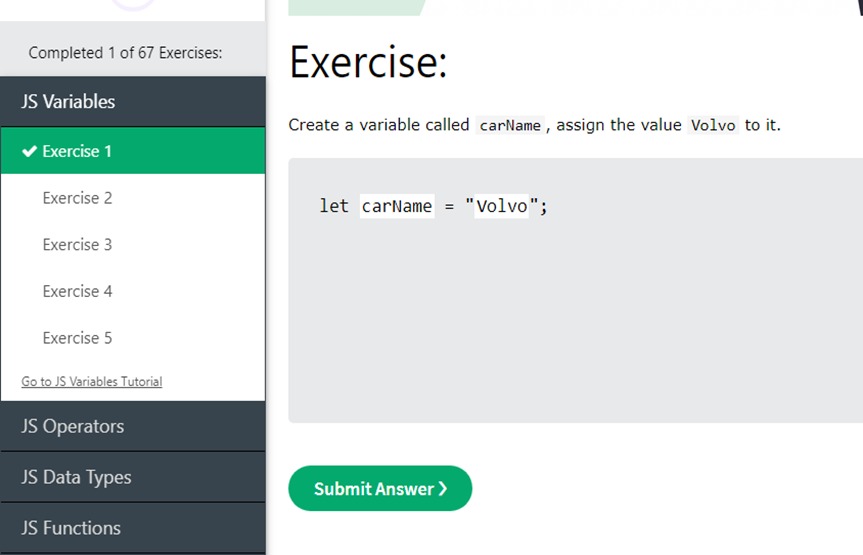 Completed 1 of 67 Exercises:
JS Variables
Exercise 1
Exercise 2
Exercise 3
Exercise 4
Exercise 5
Go to JS Variables Tutorial
JS Operators
JS Data Types
JS Functions
Exercise:
Create a variable called carName, assign the value Volvo to it.
let carName = "Volvo";
Submit Answer ❯